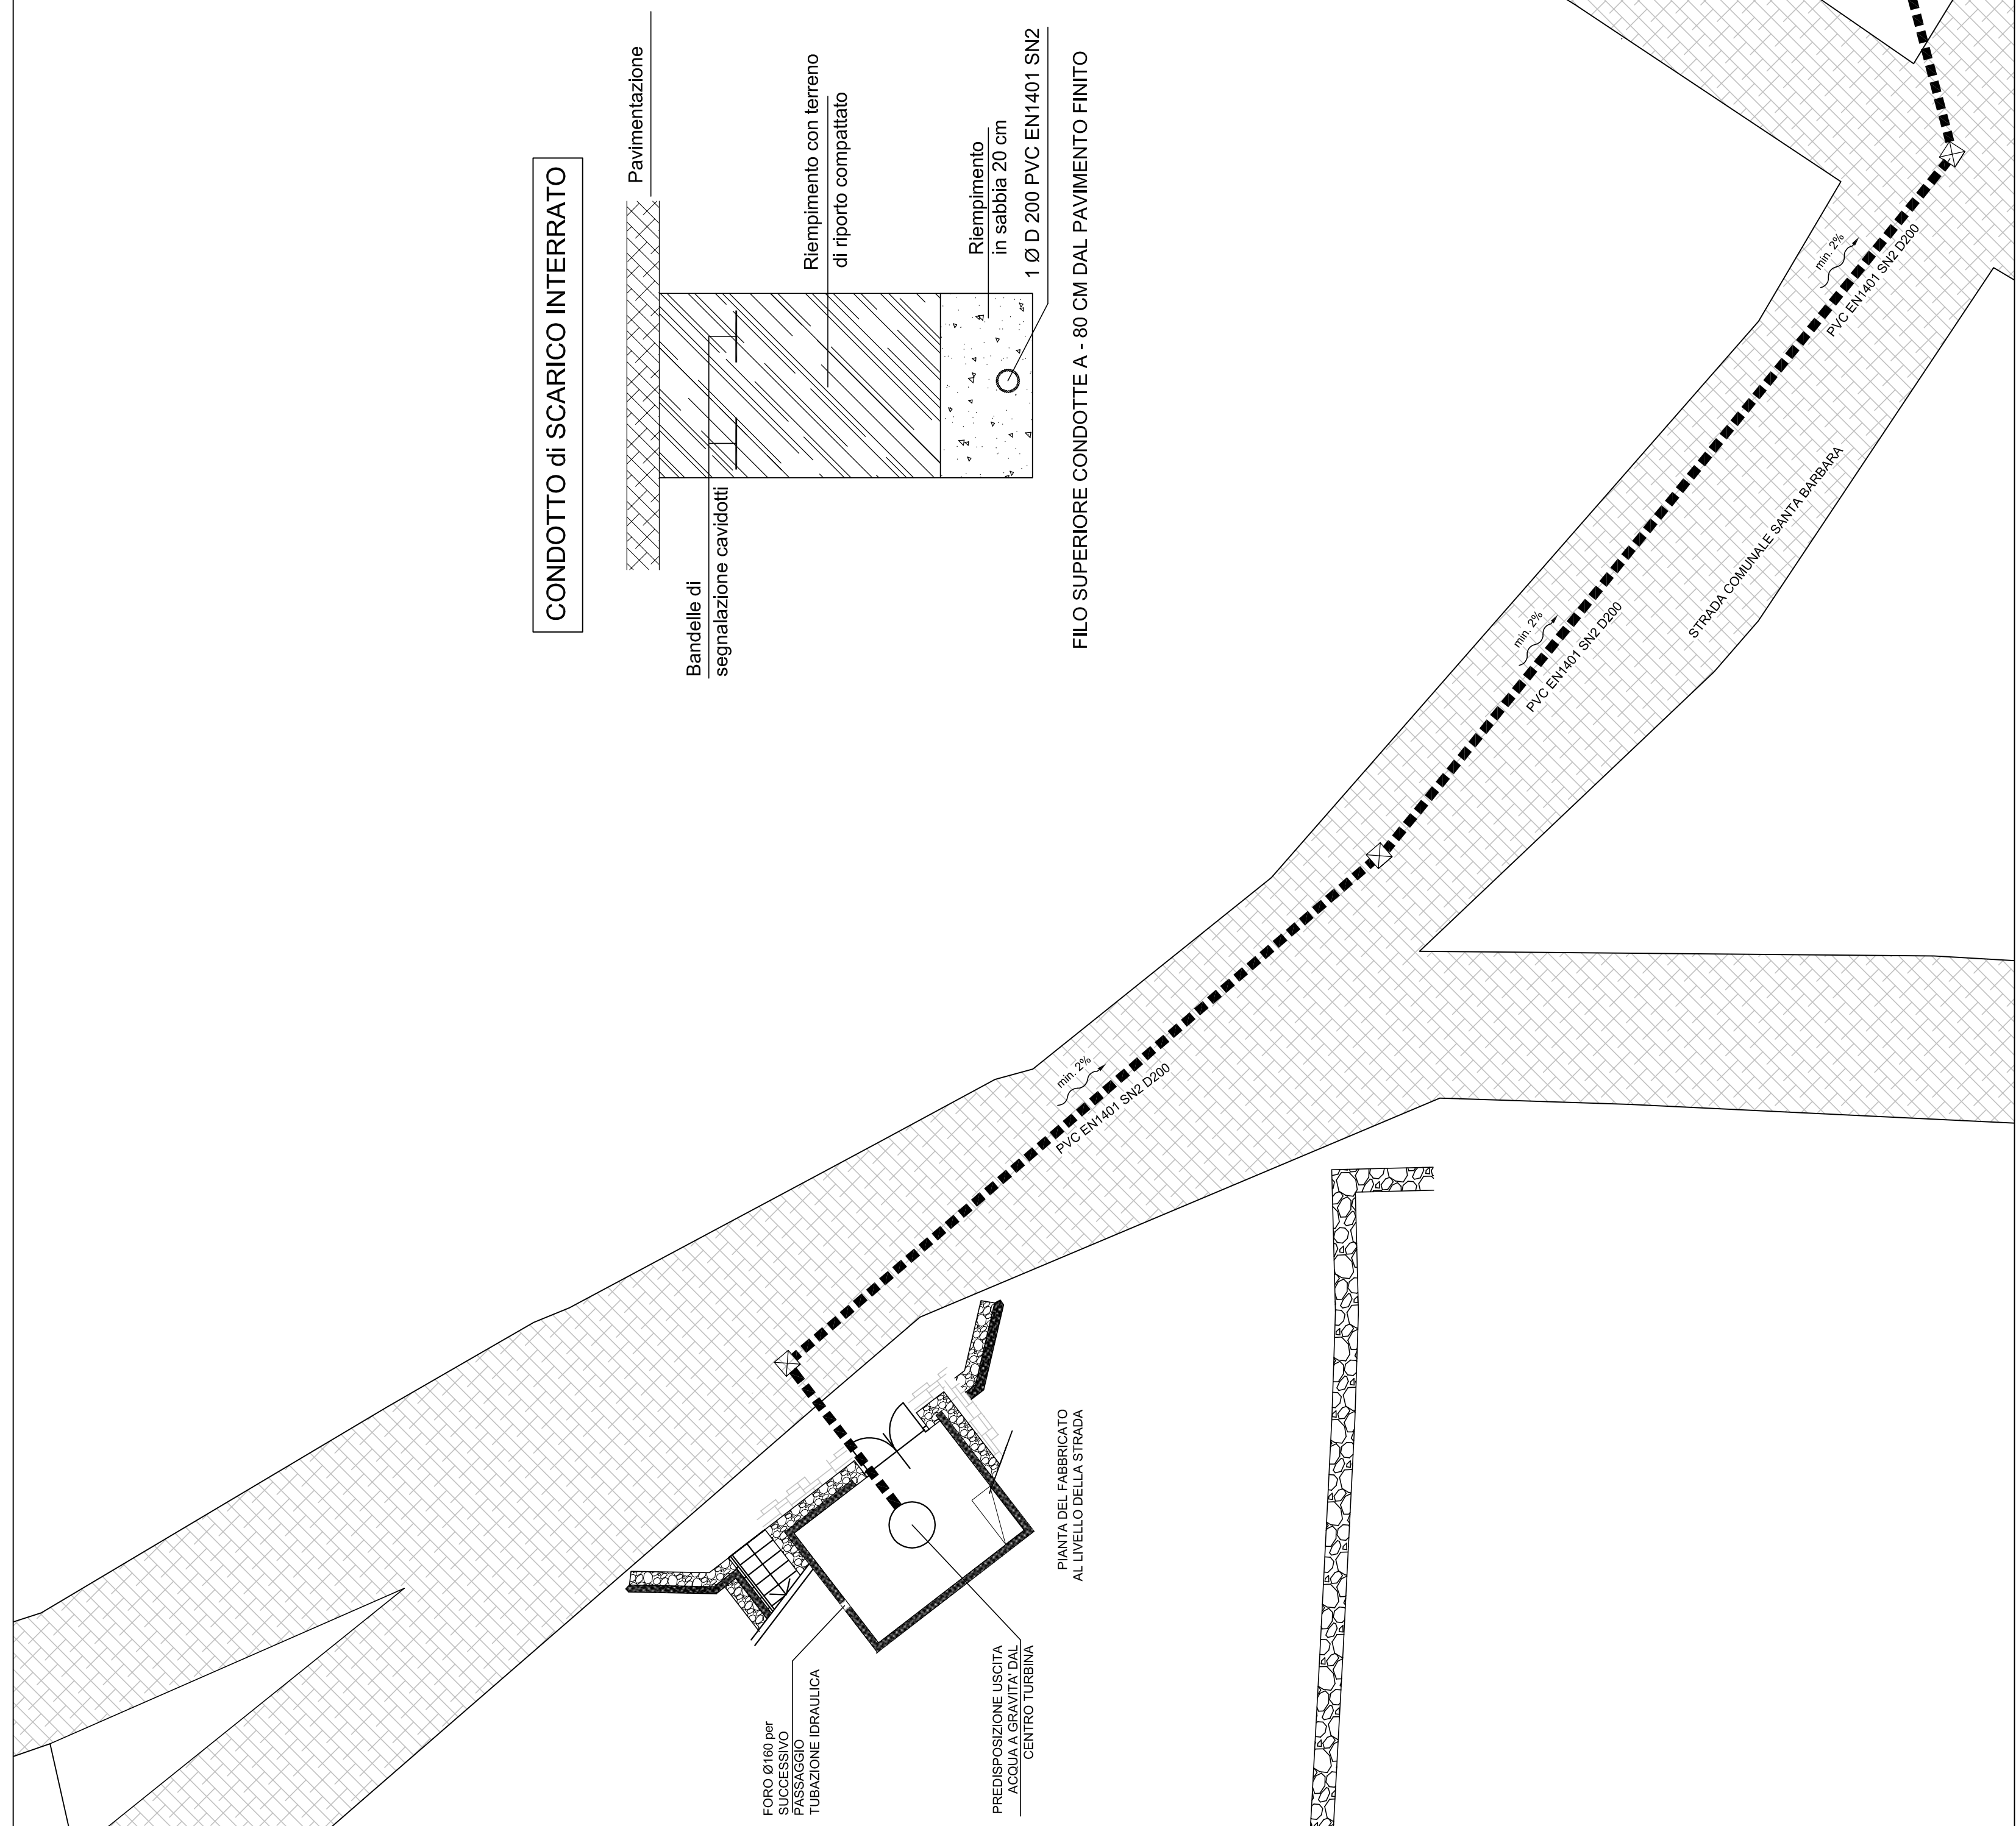 CONDOTTO di SCARICO INTERRATO
Pavimentazione
Bandelle di
segnalazione cavidotti
Riempimento con terreno
di riporto compattato
Riempimento
in sabbia 20 cm
1 Ø D 200 PVC EN1401 SN2
FILO SUPERIORE CONDOTTE A - 80 CM DAL PAVIMENTO FINITO
min. 2%
PVC EN1401 SN2 D200
STRADA COMUNALE SANTA BARBARA
min. 2%
PVC EN1401 SN2 D200
min. 2%
PVC EN1401 SN2 D200
PIANTA DEL FABBRICATO
AL LIVELLO DELLA STRADA
FORO Ø160 per
SUCCESSIVO
PASSAGGIO
TUBAZIONE IDRAULICA
PREDISPOSIZIONE USCITA
ACQUA A GRAVITA' DAL
CENTRO TURBINA